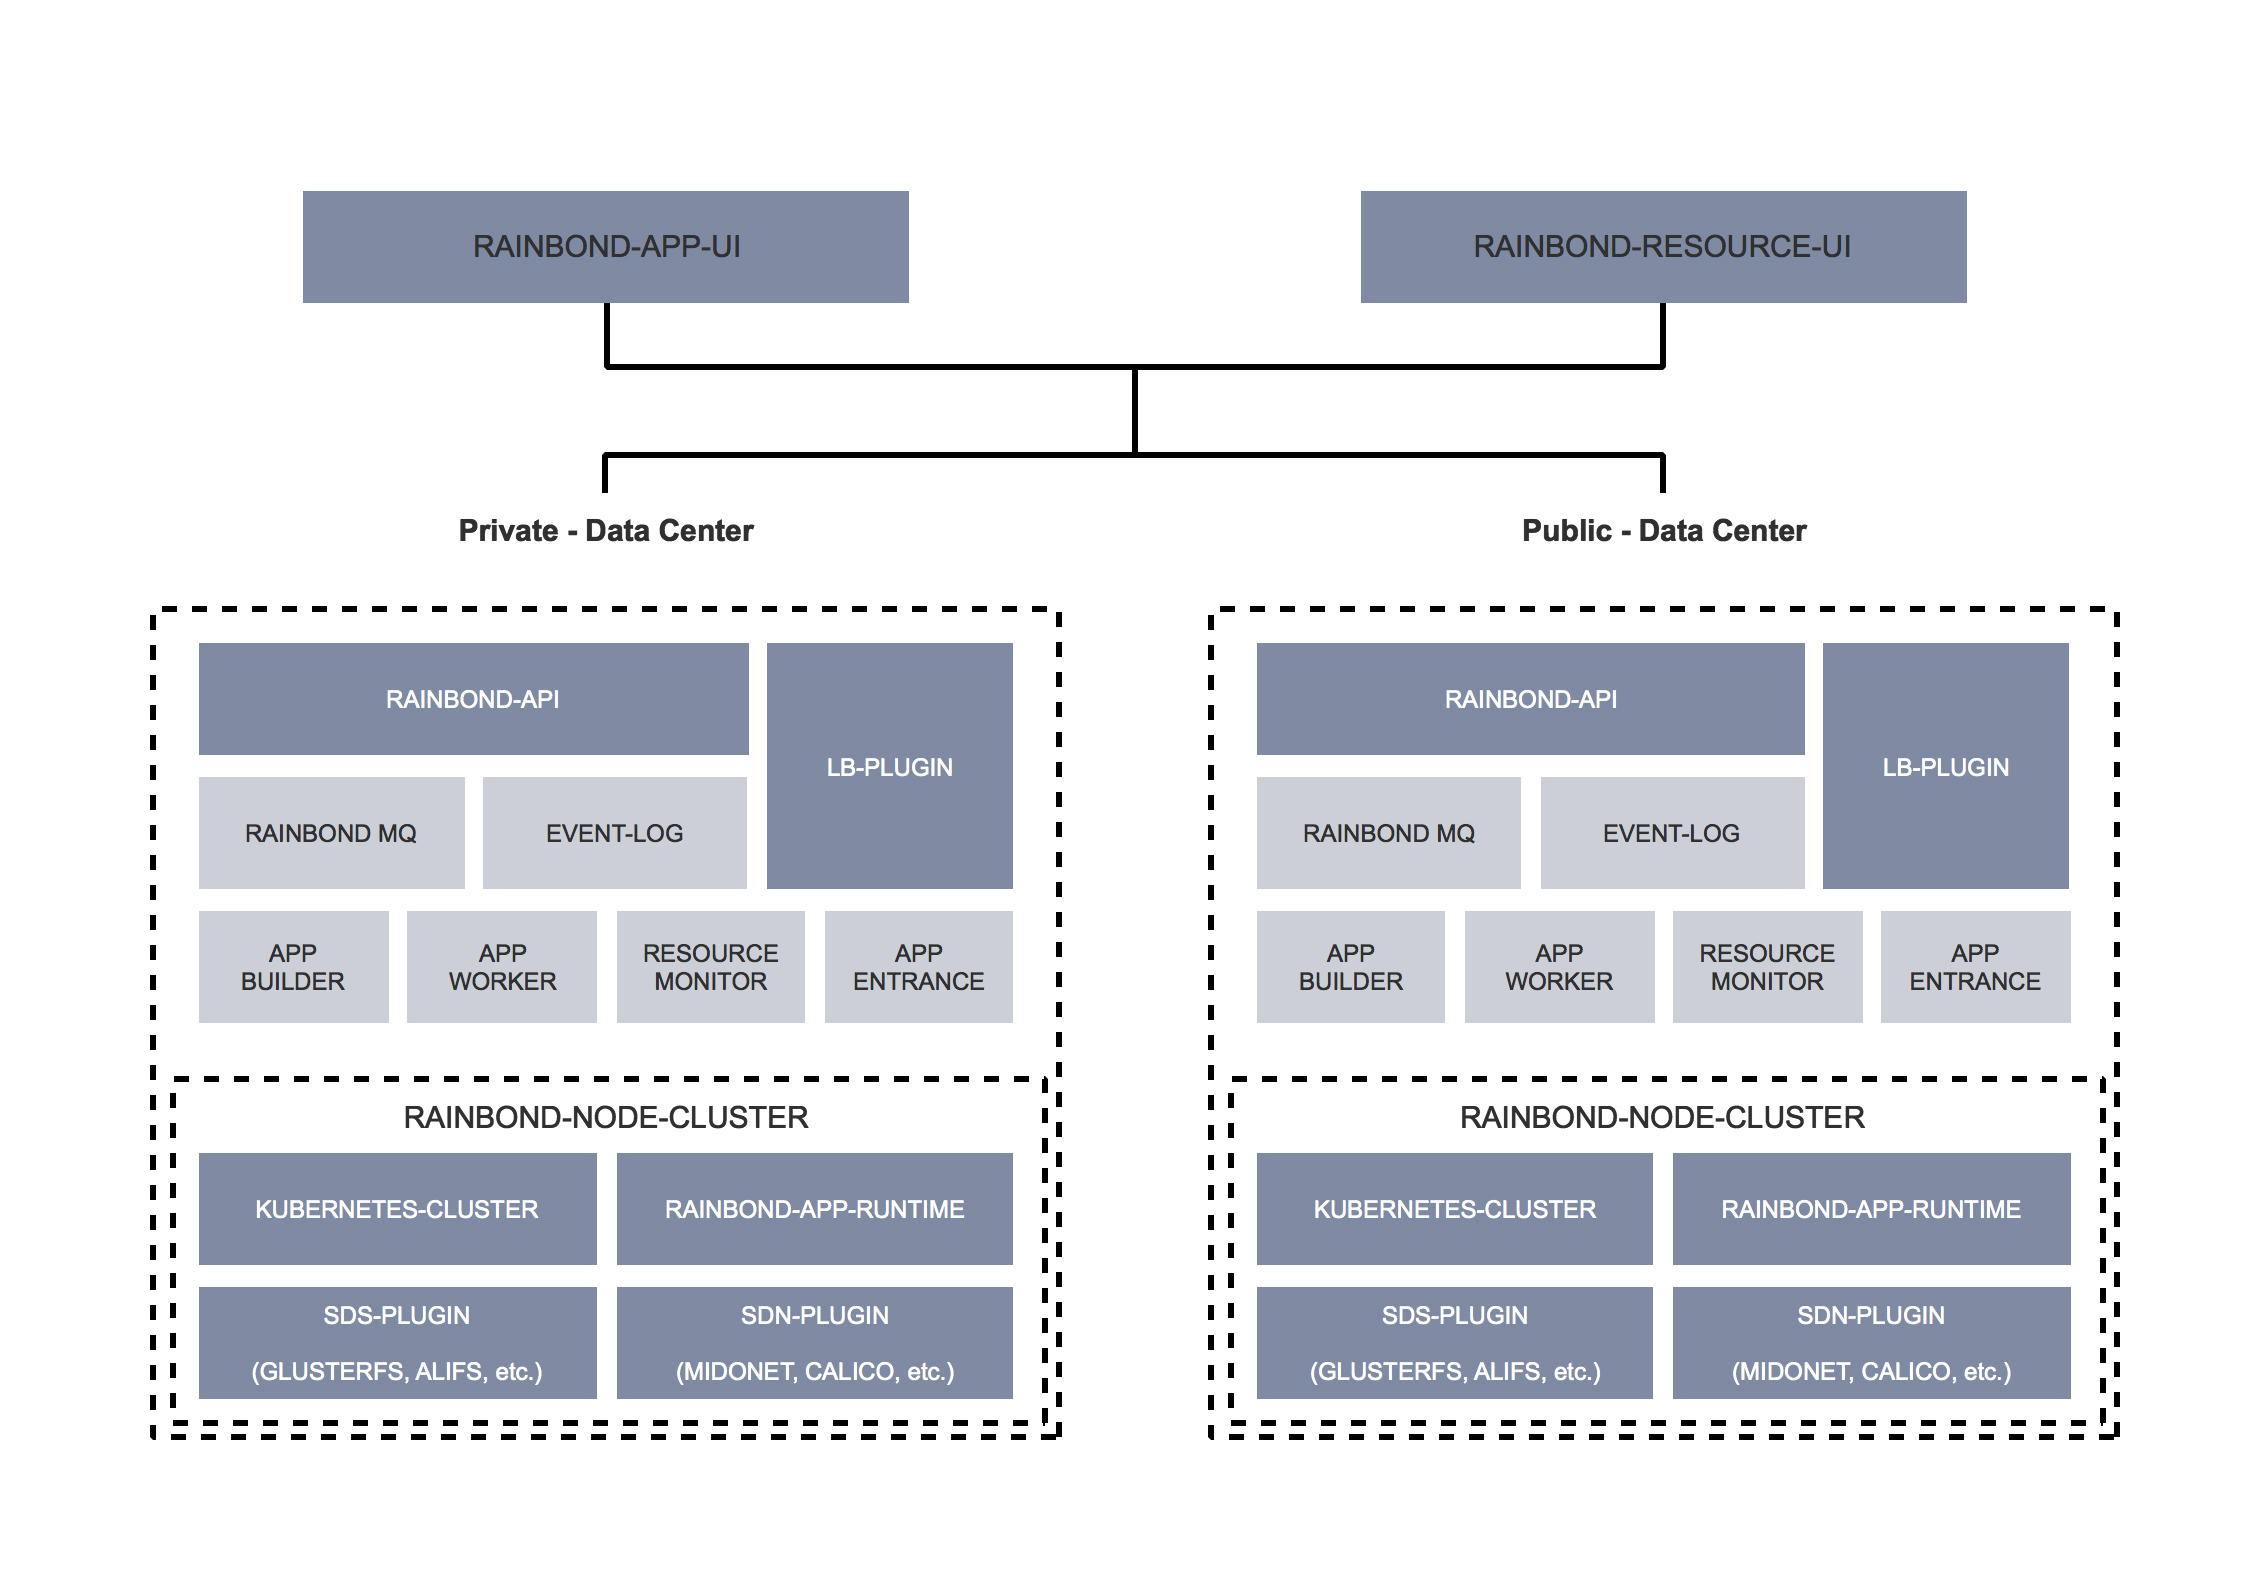 RAINBOND-APP-UI
RAINBOND-RESOURCE-UI
Private - Data Center
RAINBOND-API
LB-PLUGIN
RAINBOND MQ
EVENT-LOG
APP
BUILDER
APP
WORKER
RESOURCE
MONITOR
APP
ENTRANCE
RAINBOND-NODE-CLUSTER
KUBERNETES-CLUSTER
RAINBOND-APP-RUNTIME
SDS-PLUGIN
(GLUSTERFS, ALIFS, etc.)
SDN-PLUGIN
(MIDONET, CALICO, etc.)
Public - Data Center
RAINBOND-API
LB-PLUGIN
RAINBOND MQ
EVENT-LOG
APP
BUILDER
APP
WORKER
RESOURCE
MONITOR
APP
ENTRANCE
RAINBOND-NODE-CLUSTER
KUBERNETES-CLUSTER
RAINBOND-APP-RUNTIME
SDS-PLUGIN
(GLUSTERFS, ALIFS, etc.)
SDN-PLUGIN
(MIDONET, CALICO, etc.)